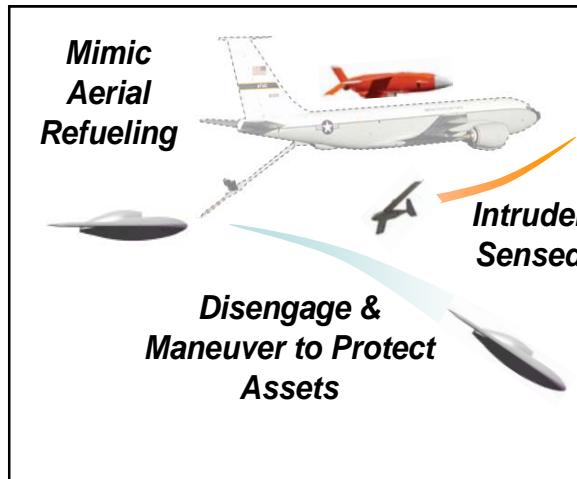 Mimic
Aerial
Refueling
Intruder
Sensed
Disengage &
Maneuver to Protect
Assets